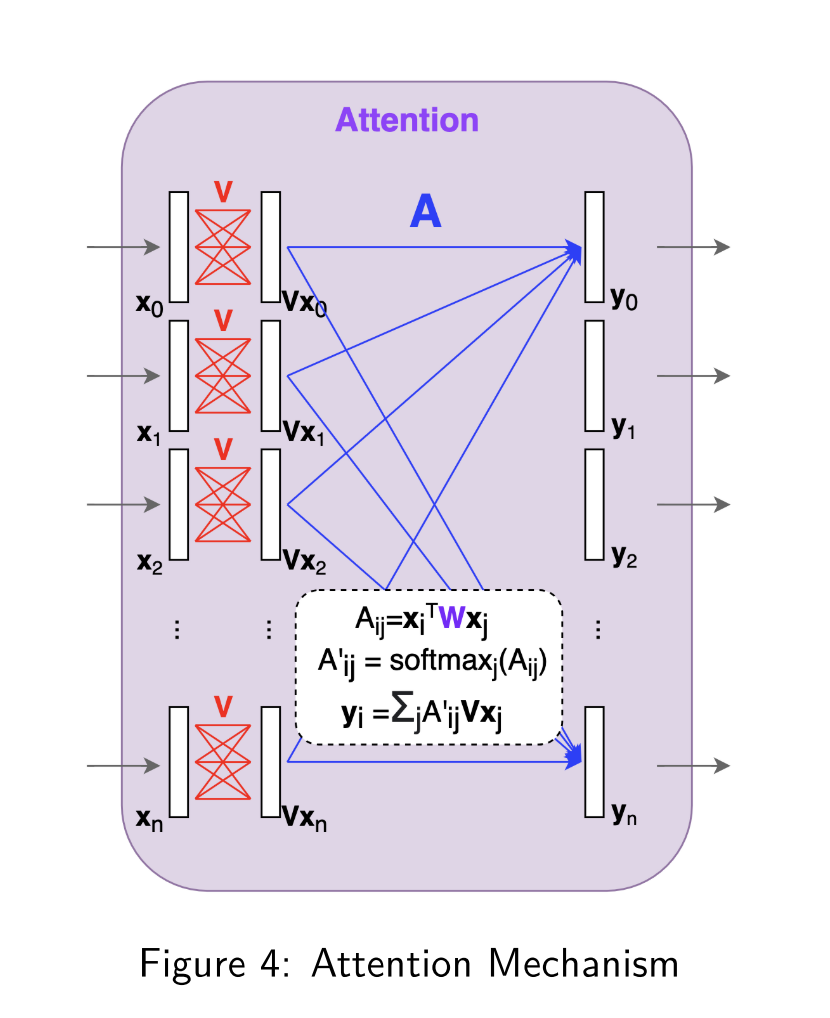 Attention
V
A
x₀
Vx₀
y₀
V
x₁
Vx₁
y₁
V
x₂
Vx₂
y₂
Aᵢⱼ=xᵢᵀWxⱼ
⋮ ⋮ ⋮
A'ᵢⱼ = softmaxⱼ(Aᵢⱼ)
yᵢ =ΣⱼA'ᵢⱼVxⱼ
V
xₙ
Vxₙ
yₙ
Figure 4: Attention Mechanism